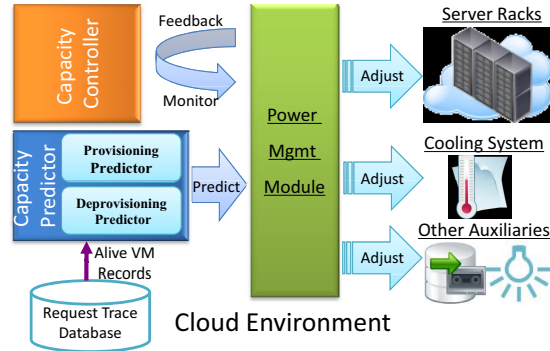 Capacity
Controller
Feedback
Monitor
Capacity
Predictor
Provisioning
Predictor
Deprovisioning
Predictor
Predict
Alive VM
Records
Request Trace
Database
Power
Mgmt
Module
Adjust
Server Racks
Adjust
Cooling System
Adjust
Other Auxiliaries
Cloud Environment